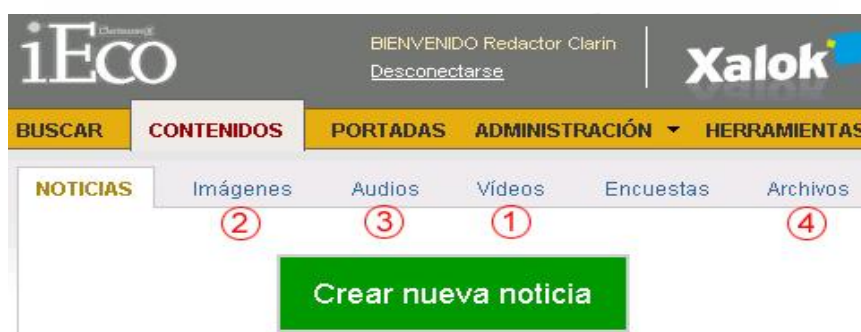 iEco
BIENVENIDO Redactor Clarin
Desconectarse
Xalok
BUSCAR CONTENIDOS PORTADAS ADMINISTRACIÓN HERRAMIENTAS
NOTICIAS Imágenes Audios Vídeos Encuestas Archivos
2 3 1 4
Crear nueva noticia